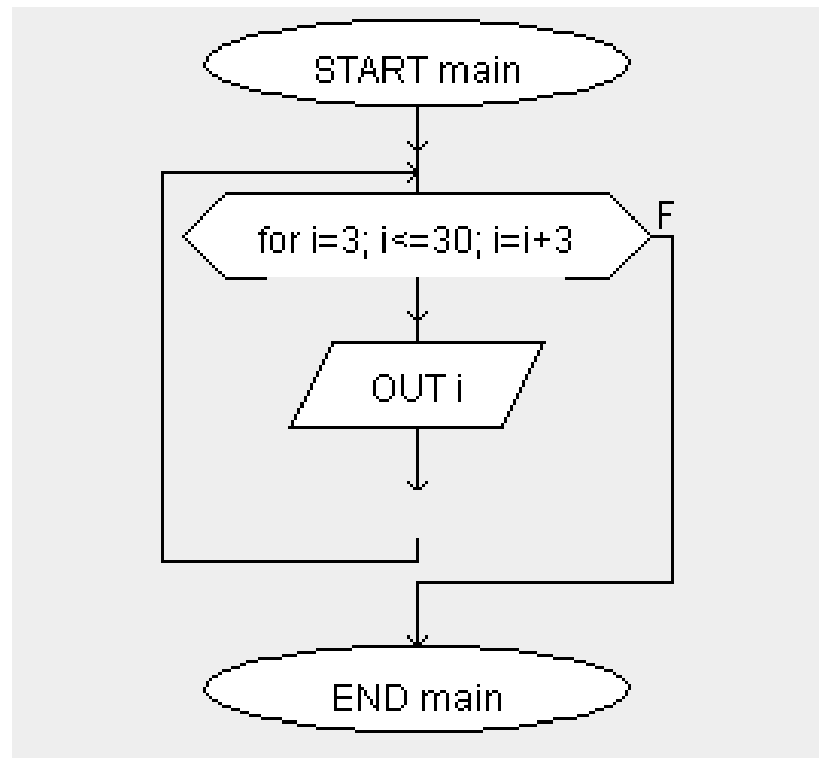 START main
for i=3; i<=30; i=i+3
F
OUT i
END main